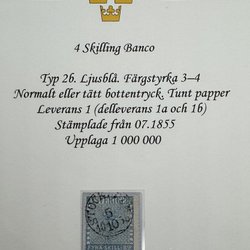 4 Skilling Banco
Typ 2b. Ljusblå. Färgstyrka 3–4
Normalt eller tätt bottentryck. Tunt papper
Leverans 1 (delleverans 1a och 1b)
Stämplade från 07.1855
Upplaga 1 000 000